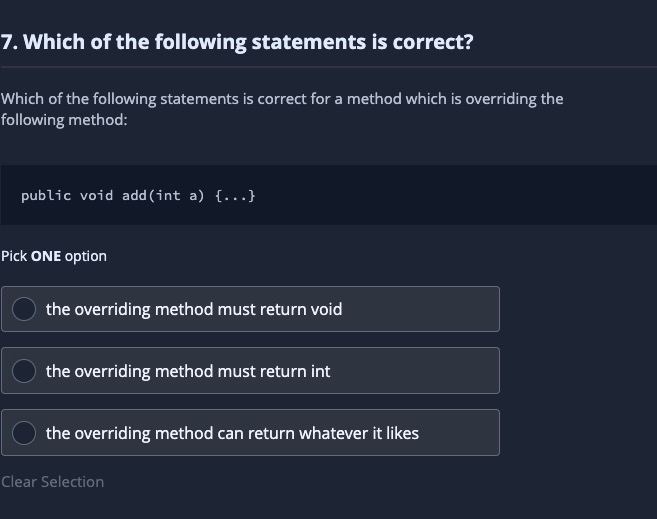 7. Which of the following statements is correct?
Which of the following statements is correct for a method which is overriding the
following method:
public void add(int a) {...}
Pick ONE option
the overriding method must return void
the overriding method must return int
the overriding method can return whatever it likes
Clear Selection